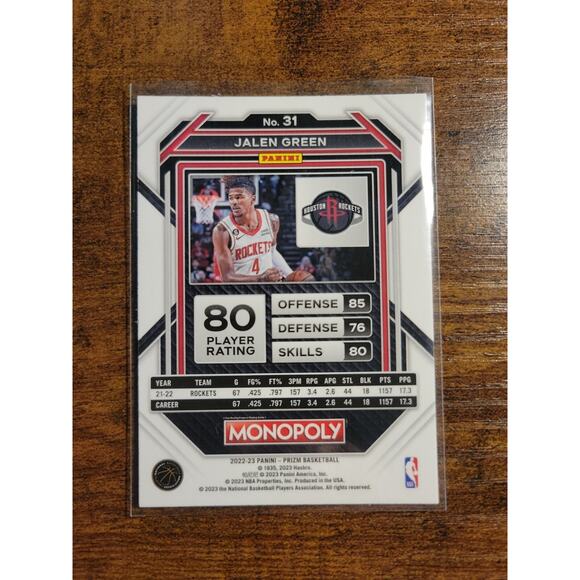 No. 31
JALEN GREEN
PANINI
ROCKETS
4
HOUSTON ROCKETS
80
PLAYER
RATING
OFFENSE 85
DEFENSE 76
SKILLS 80
YEAR TEAM G FG% FT% 3PM RPG APG STL BLK PTS PPG
21-22 ROCKETS 67 .425 .797 157 3.4 2.6 44 18 1157 17.3
CAREER 67 .425 .797 157 3.4 2.6 44 18 1157 17.3
MONOPOLY
2022-23 PANINI – PRIZM BASKETBALL
© 1935, 2023 Hasbro.
© 2023 Panini America, Inc.
© 2023 NBA Properties, Inc. Produced in the USA.
© 2023 the National Basketball Players Association. All rights reserved.